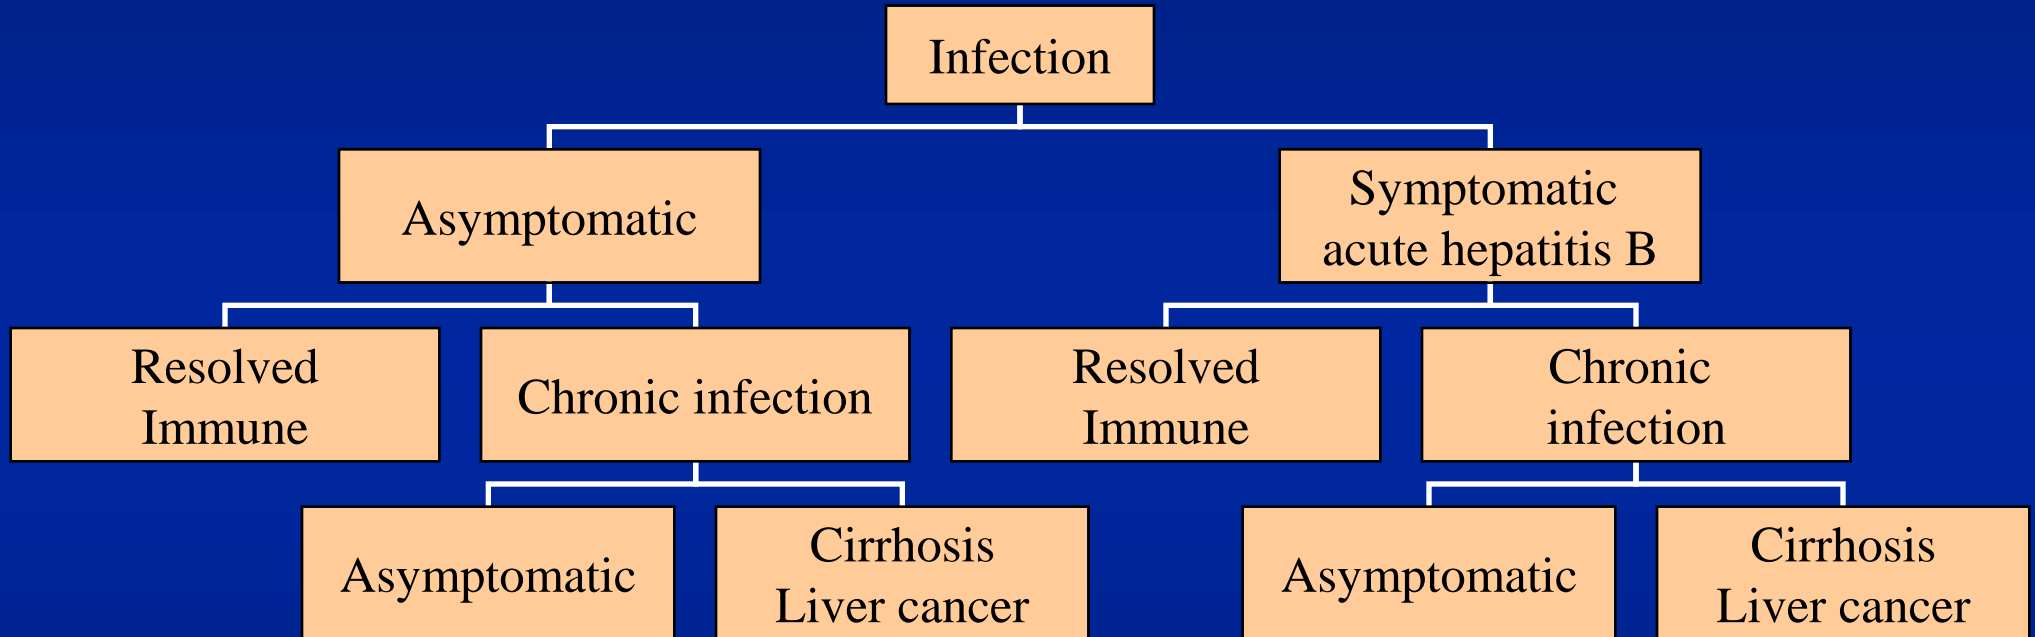 Infection
Asymptomatic
Symptomatic
acute hepatitis B
Resolved
Immune
Chronic infection
Resolved
Immune
Chronic
infection
Asymptomatic
Cirrhosis
Liver cancer
Asymptomatic
Cirrhosis
Liver cancer